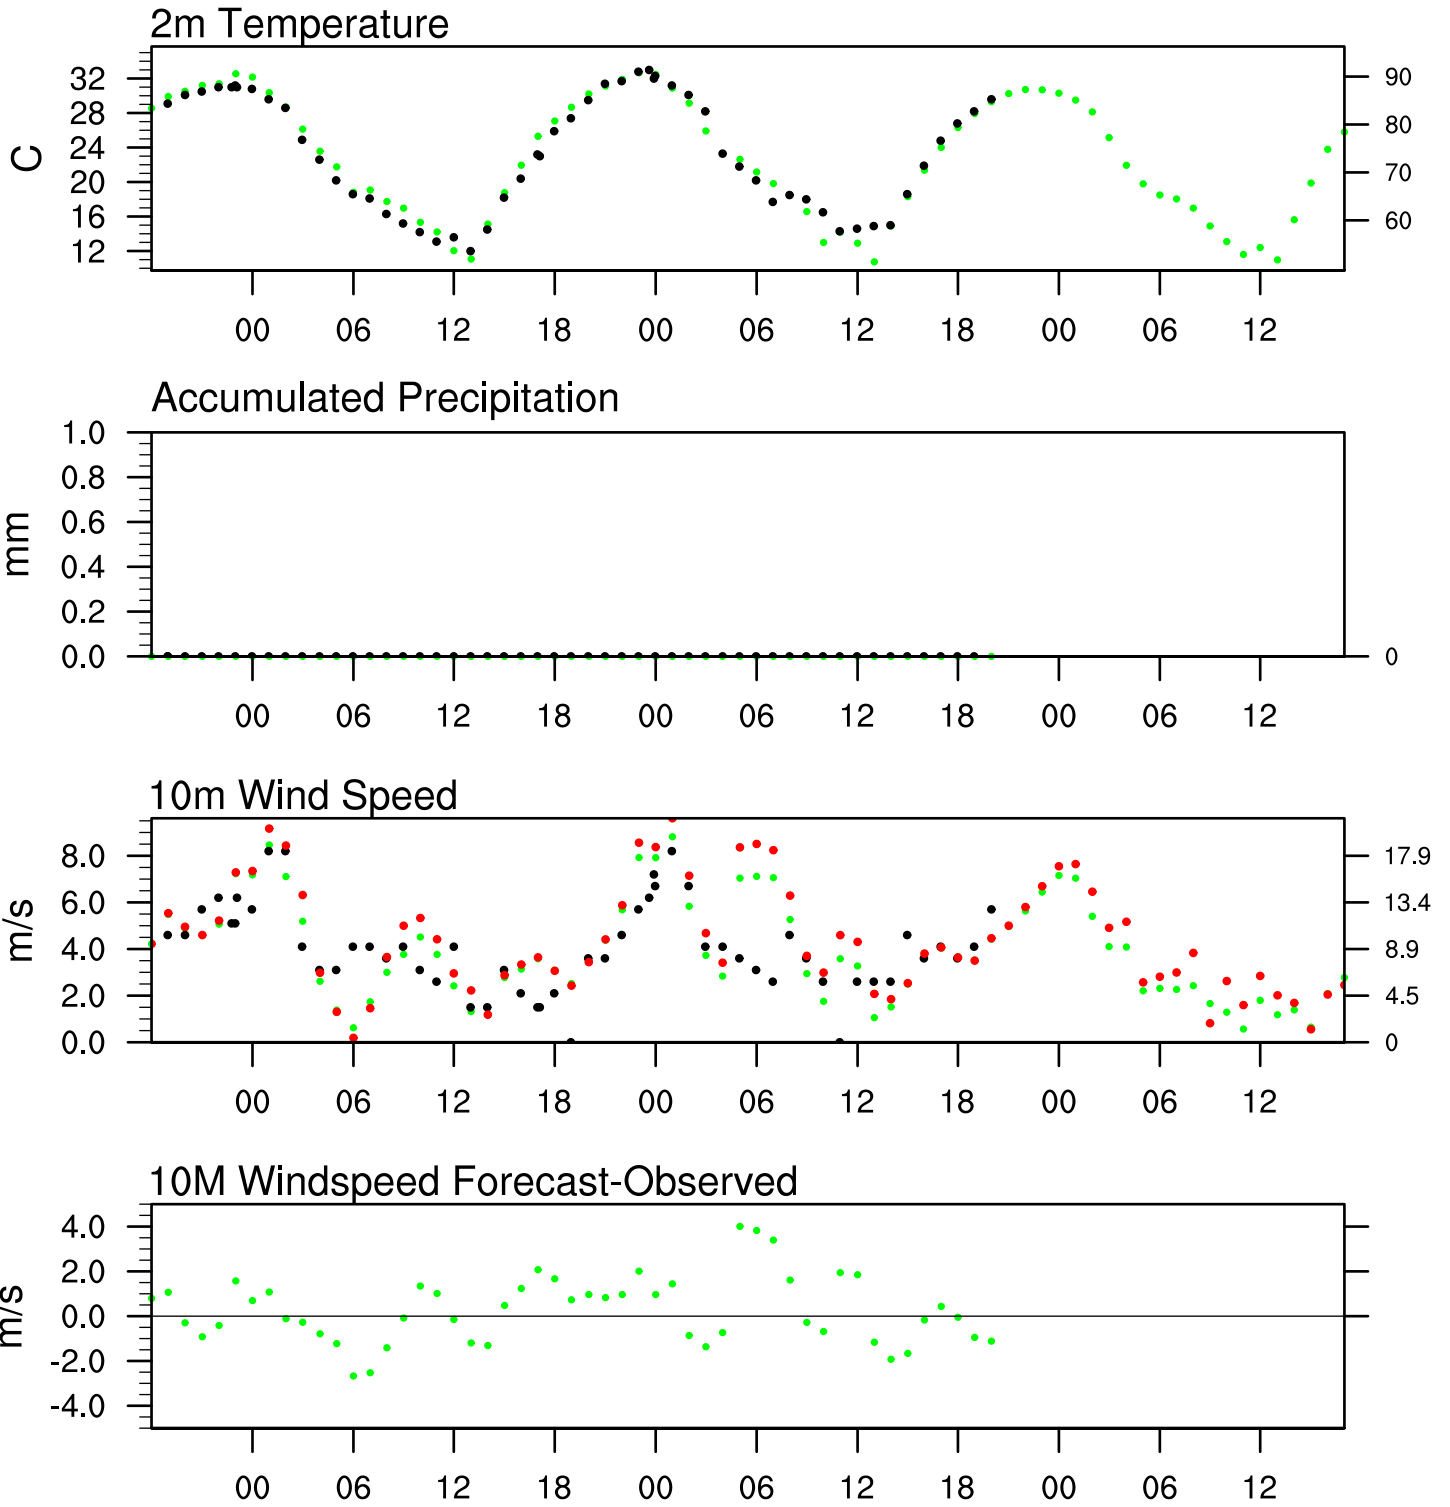 2m Temperature
C
32
28
24
20
16
12
90
80
70
60
00 06 12 18 00 06 12 18 00 06 12
Accumulated Precipitation
mm
1.0
0.8
0.6
0.4
0.2
0.0
0
00 06 12 18 00 06 12 18 00 06 12
10m Wind Speed
m/s
8.0
6.0
4.0
2.0
0.0
17.9
13.4
8.9
4.5
0
00 06 12 18 00 06 12 18 00 06 12
10M Windspeed Forecast-Observed
m/s
4.0
2.0
0.0
-2.0
-4.0
00 06 12 18 00 06 12 18 00 06 12